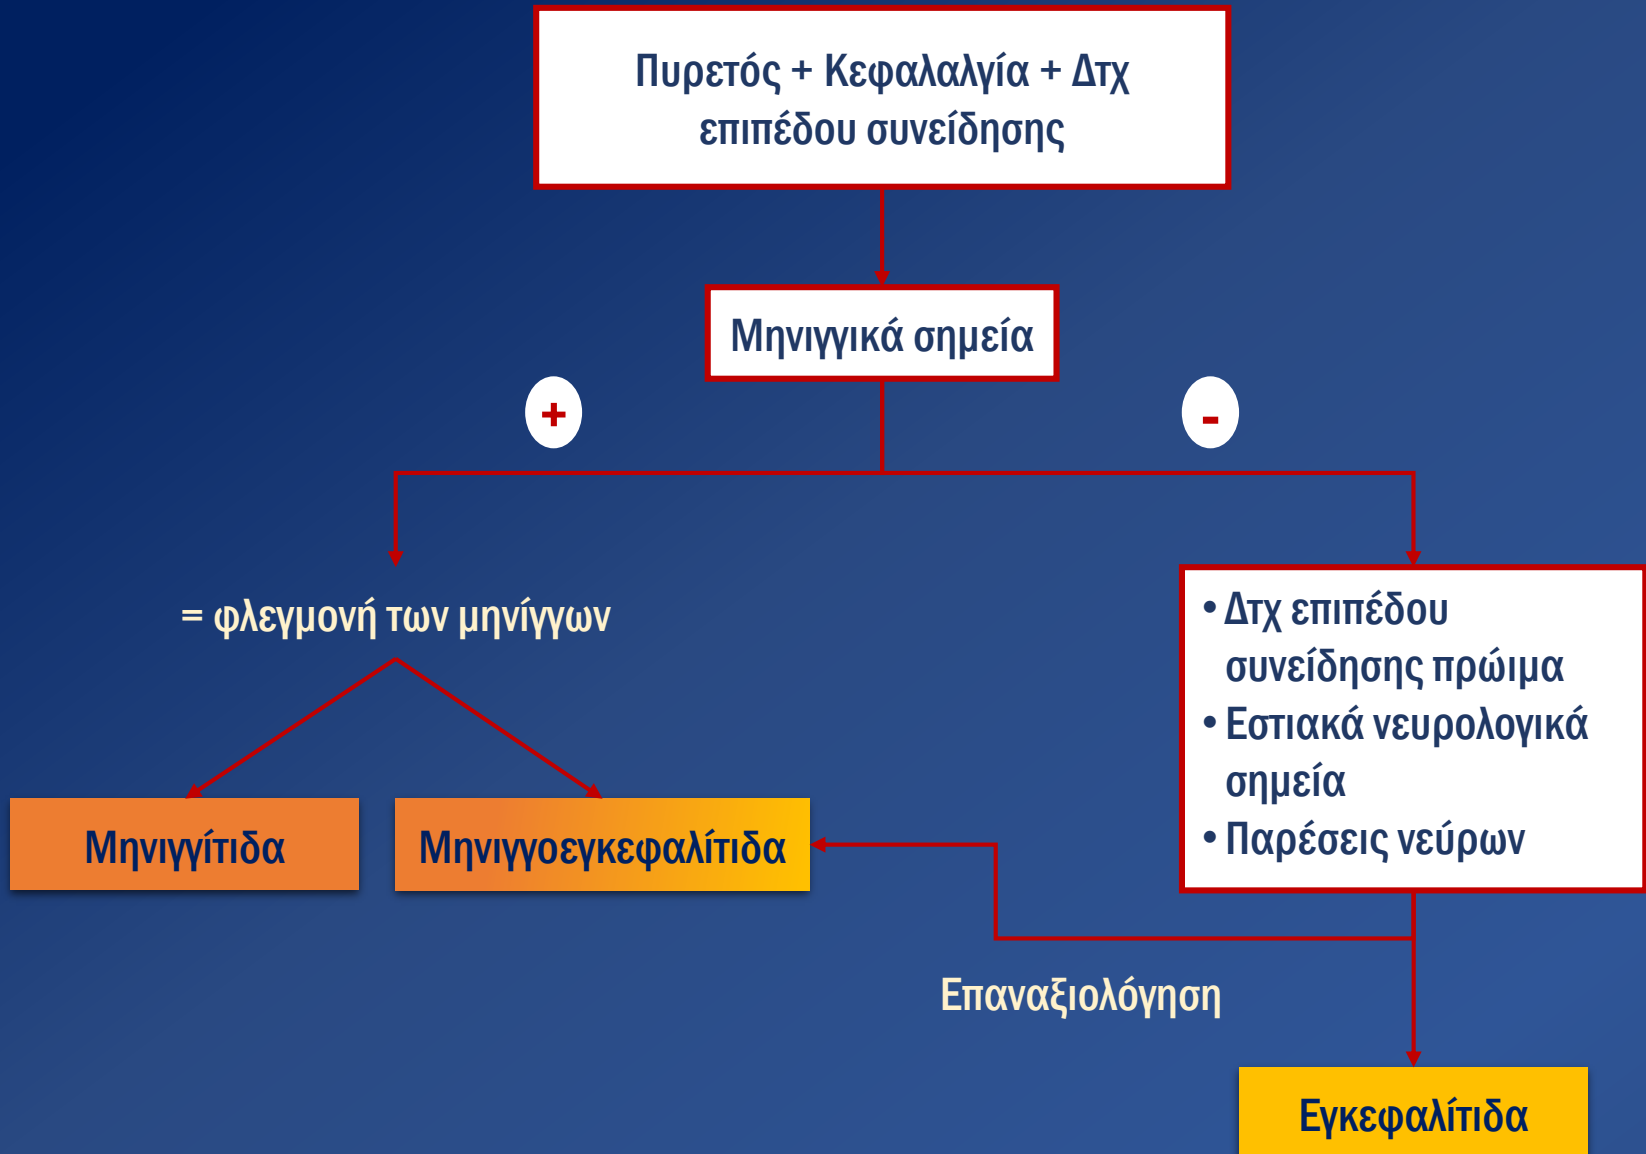 Πυρετός + Κεφαλαλγία + Δτχ
επιπέδου συνείδησης
Μηνιγγικά σημεία
+
-
= φλεγμονή των μηνίγγων
• Δτχ επιπέδου
συνείδησης πρώιμα
• Εστιακά νευρολογικά
σημεία
• Παρέσεις νεύρων
Μηνιγγίτιδα
Μηνιγγοεγκεφαλίτιδα
Επαναξιολόγηση
Εγκεφαλίτιδα